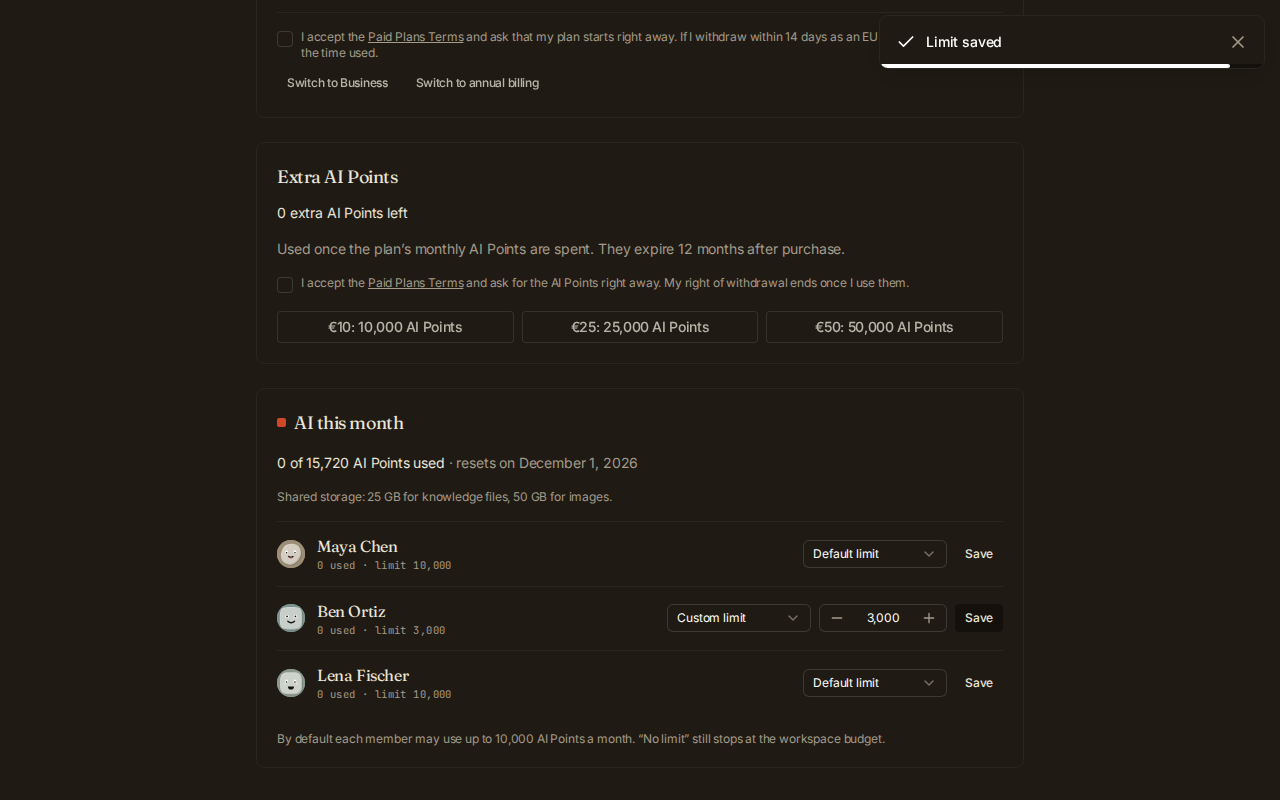 I accept the Paid Plans Terms and ask that my plan starts right away. If I withdraw within 14 days as an EU
the time used.
Limit saved
Switch to Business
Switch to annual billing
Extra AI Points
0 extra AI Points left
Used once the plan’s monthly AI Points are spent. They expire 12 months after purchase.
I accept the Paid Plans Terms and ask for the AI Points right away. My right of withdrawal ends once I use them.
€10: 10,000 AI Points
€25: 25,000 AI Points
€50: 50,000 AI Points
AI this month
0 of 15,720 AI Points used · resets on December 1, 2026
Shared storage: 25 GB for knowledge files, 50 GB for images.
Maya Chen
0 used · limit 10,000
Default limit
Save
Ben Ortiz
0 used · limit 3,000
Custom limit
3,000
Save
Lena Fischer
0 used · limit 10,000
Default limit
Save
By default each member may use up to 10,000 AI Points a month. “No limit” still stops at the workspace budget.